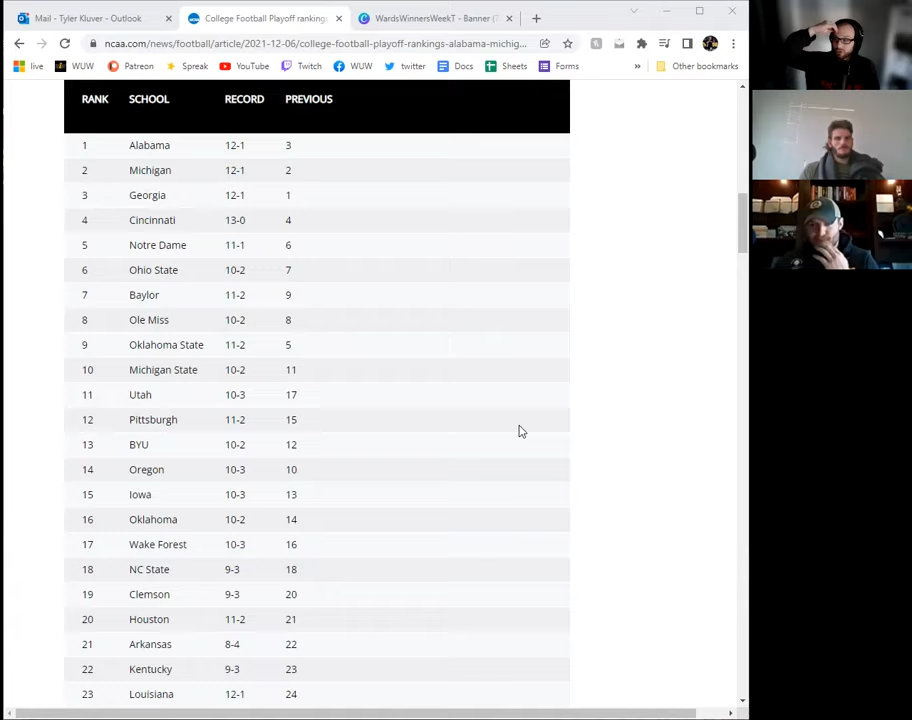 Mail - Tyler Kluver - Outlook
College Football Playoff ranking
WardsWinnersWeekT - Banner (T
ncaa.com/news/football/article/2021-12-06/college-football-playoff-rankings-alabama-michig...
live WUW Patreon Spreak YouTube Twitch WUW twitter Docs Sheets Forms » Other bookmarks
RANK SCHOOL RECORD PREVIOUS
1 Alabama 12-1 3
2 Michigan 12-1 2
3 Georgia 12-1 1
4 Cincinnati 13-0 4
5 Notre Dame 11-1 6
6 Ohio State 10-2 7
7 Baylor 11-2 9
8 Ole Miss 10-2 8
9 Oklahoma State 11-2 5
10 Michigan State 10-2 11
11 Utah 10-3 17
12 Pittsburgh 11-2 15
13 BYU 10-2 12
14 Oregon 10-3 10
15 Iowa 10-3 13
16 Oklahoma 10-2 14
17 Wake Forest 10-3 16
18 NC State 9-3 18
19 Clemson 9-3 20
20 Houston 11-2 21
21 Arkansas 8-4 22
22 Kentucky 9-3 23
23 Louisiana 12-1 24